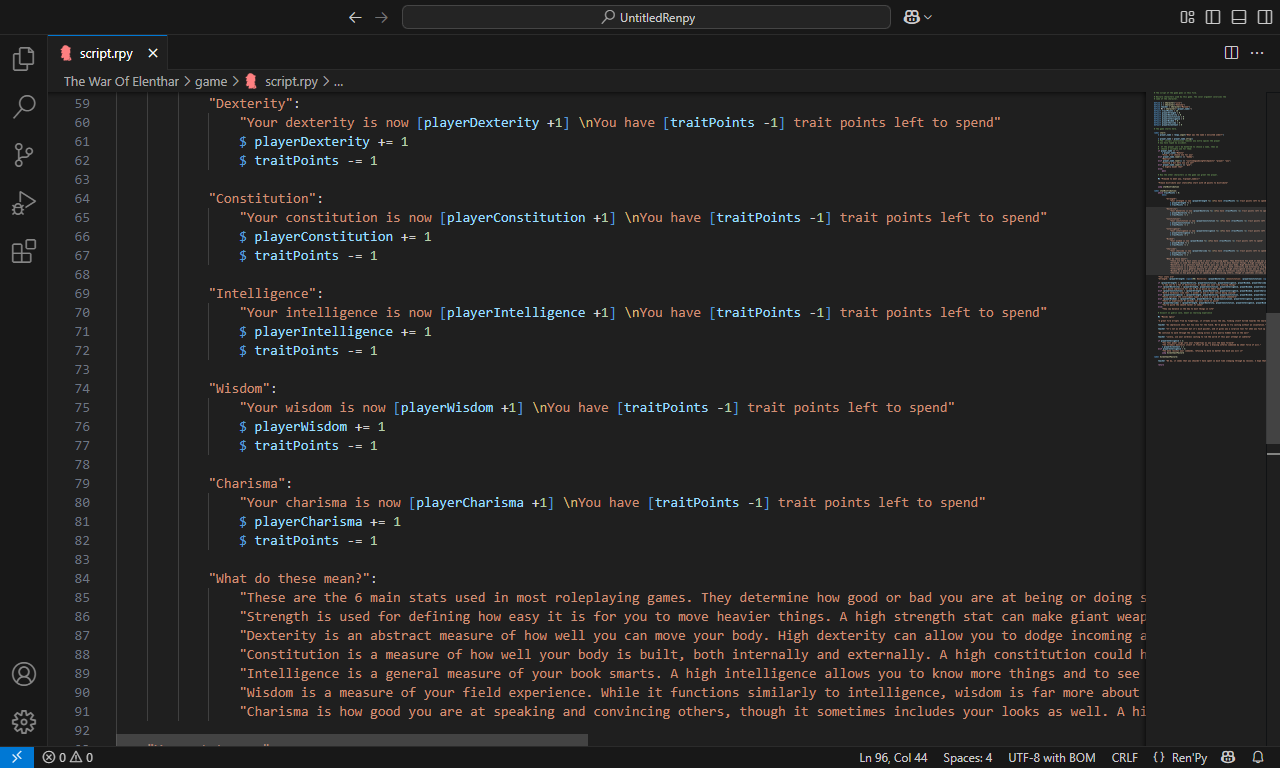 UntitledRenpy
script.rpy
The War Of Elenthar > game > script.rpy > ...
59 "Dexterity":
60 "Your dexterity is now [playerDexterity +1] \nYou have [traitPoints -1] trait points left to spend"
61 $ playerDexterity += 1
62 $ traitPoints -= 1
63
64 "Constitution":
65 "Your constitution is now [playerConstitution +1] \nYou have [traitPoints -1] trait points left to spend"
66 $ playerConstitution += 1
67 $ traitPoints -= 1
68
69 "Intelligence":
70 "Your intelligence is now [playerIntelligence +1] \nYou have [traitPoints -1] trait points left to spend"
71 $ playerIntelligence += 1
72 $ traitPoints -= 1
73
74 "Wisdom":
75 "Your wisdom is now [playerWisdom +1] \nYou have [traitPoints -1] trait points left to spend"
76 $ playerWisdom += 1
77 $ traitPoints -= 1
78
79 "Charisma":
80 "Your charisma is now [playerCharisma +1] \nYou have [traitPoints -1] trait points left to spend"
81 $ playerCharisma += 1
82 $ traitPoints -= 1
83
84 "What do these mean?":
85 "These are the 6 main stats used in most roleplaying games. They determine how good or bad you are at being or doing s
86 "Strength is used for defining how easy it is for you to move heavier things. A high strength stat can make giant weap
87 "Dexterity is an abstract measure of how well you can move your body. High dexterity can allow you to dodge incoming a
88 "Constitution is a measure of how well your body is built, both internally and externally. A high constitution could h
89 "Intelligence is a general measure of your book smarts. A high intelligence allows you to know more things and to see
90 "Wisdom is a measure of your field experience. While it functions similarly to intelligence, wisdom is far more about
91 "Charisma is how good you are at speaking and convincing others, though it sometimes includes your looks as well. A hi
92
0 0 Ln 96, Col 44 Spaces: 4 UTF-8 with BOM CRLF {} Ren'Py